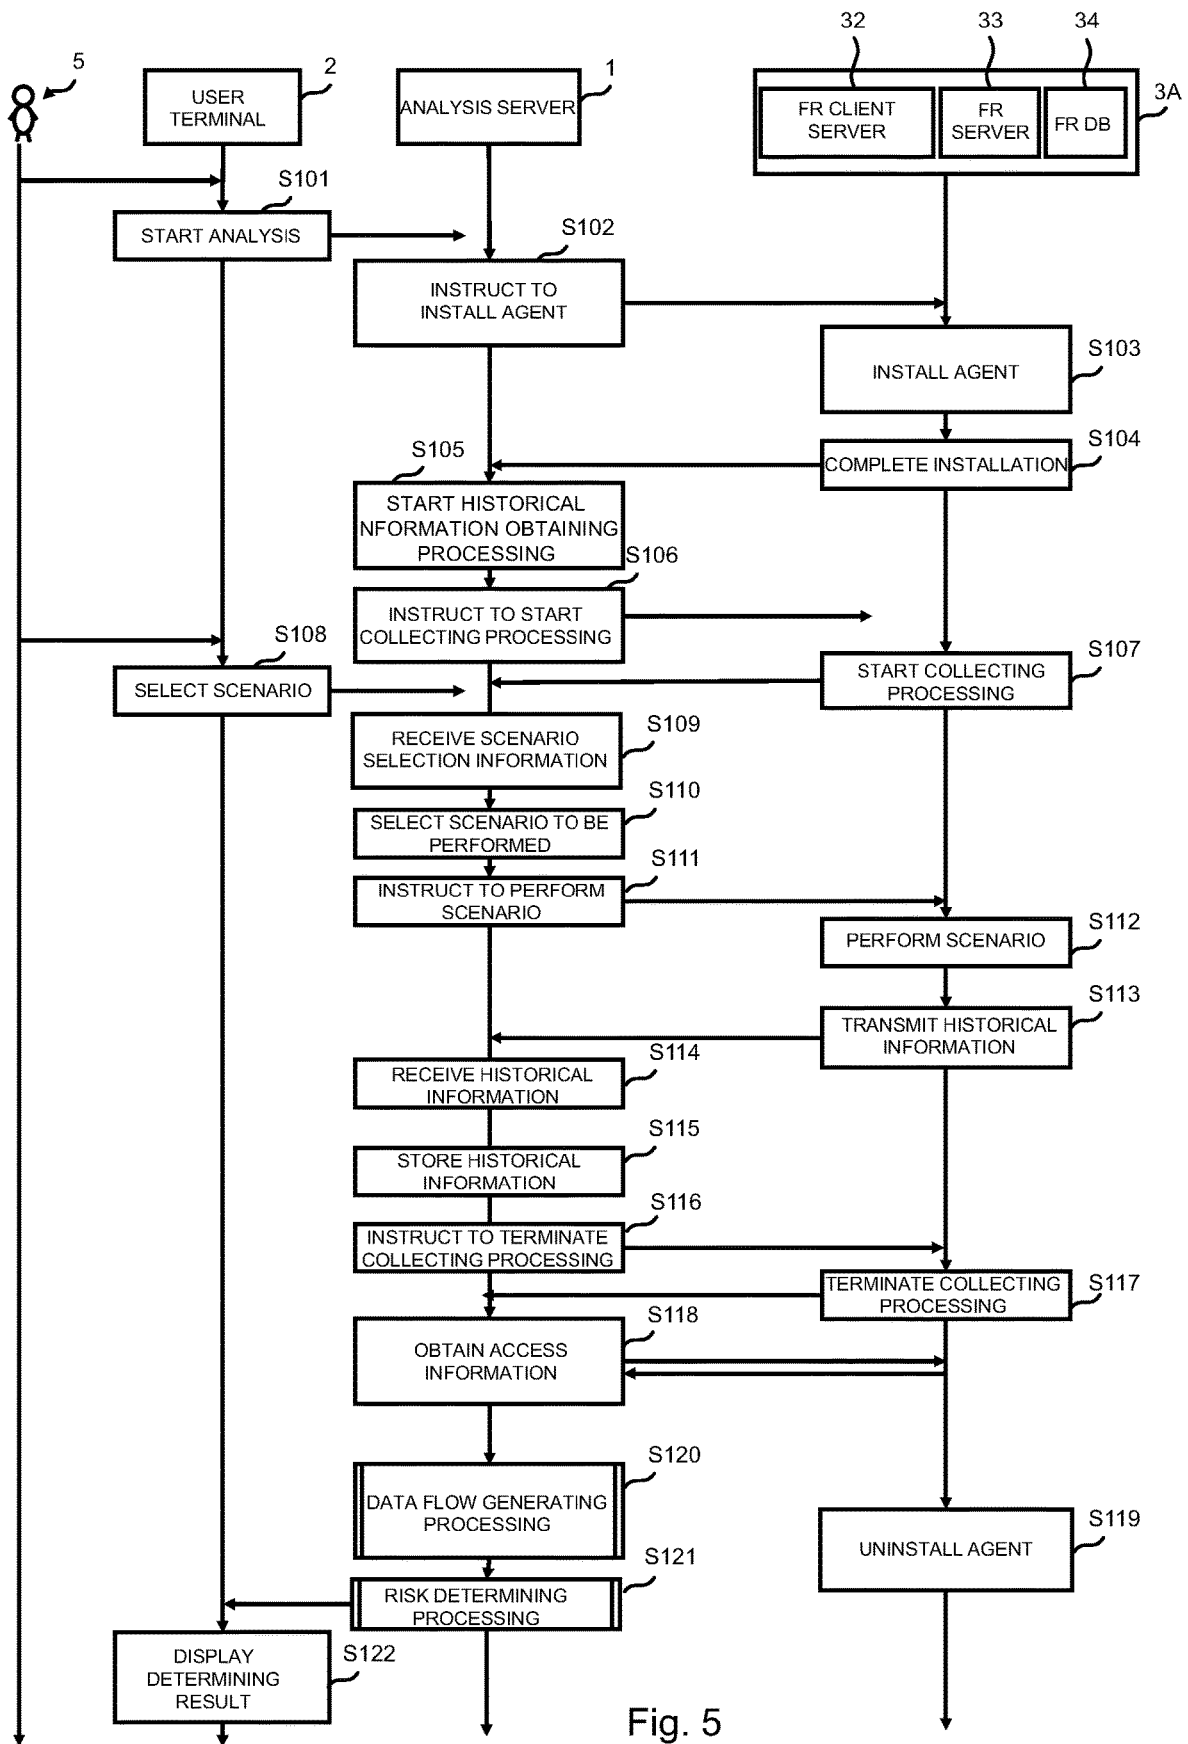 32
33
34
5
2
1
3A
USER
TERMINAL
ANALYSIS SERVER
FR CLIENT
SERVER
FR
SERVER
FR DB
S101
START ANALYSIS
S102
INSTRUCT TO
INSTALL AGENT
S103
INSTALL AGENT
S104
COMPLETE INSTALLATION
S105
START HISTORICAL
NFORMATION OBTAINING
PROCESSING
S106
INSTRUCT TO START
COLLECTING PROCESSING
S107
START COLLECTING
PROCESSING
S108
SELECT SCENARIO
S109
RECEIVE SCENARIO
SELECTION INFORMATION
S110
SELECT SCENARIO TO BE
PERFORMED
S111
INSTRUCT TO PERFORM
SCENARIO
S112
PERFORM SCENARIO
S113
TRANSMIT HISTORICAL
INFORMATION
S114
RECEIVE HISTORICAL
INFORMATION
S115
STORE HISTORICAL
INFORMATION
S116
INSTRUCT TO TERMINATE
COLLECTING PROCESSING
S117
TERMINATE COLLECTING
PROCESSING
S118
OBTAIN ACCESS
INFORMATION
S120
DATA FLOW GENERATING
PROCESSING
S119
UNINSTALL AGENT
S121
RISK DETERMINING
PROCESSING
S122
DISPLAY
DETERMINING
RESULT
Fig. 5